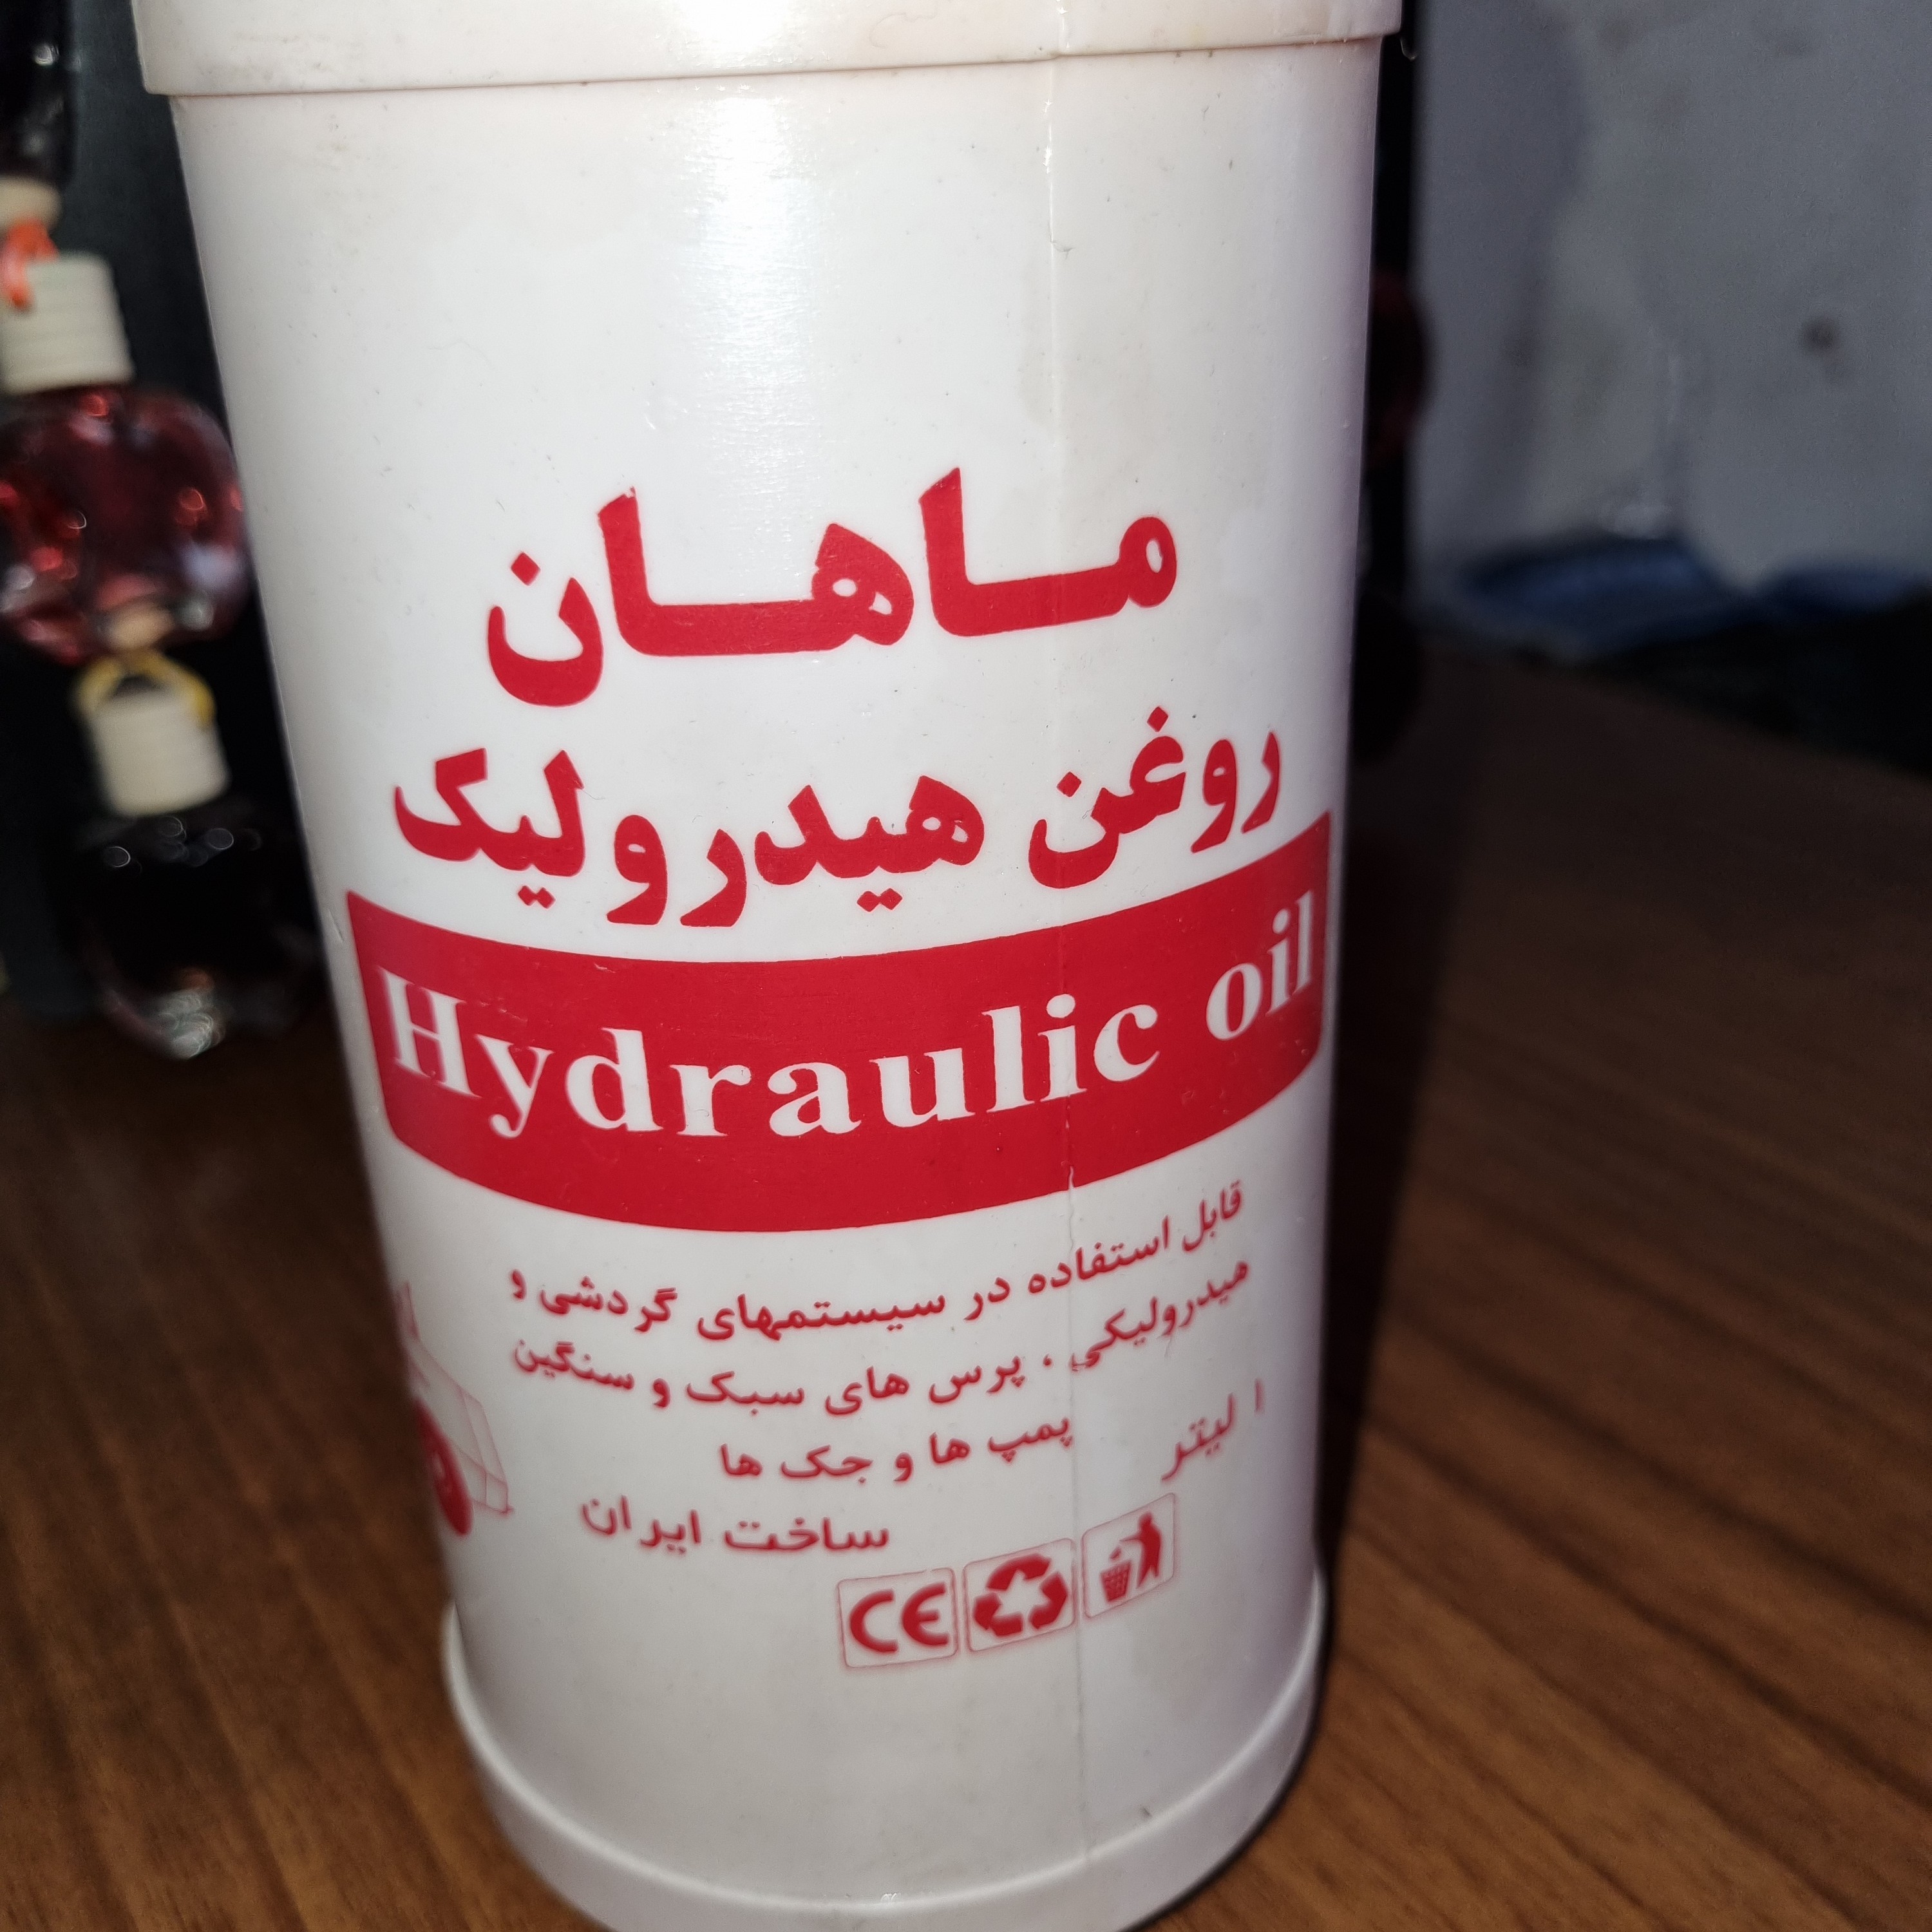 ماهان
روغن هیدرولیک
Hydraulic oil
قابل استفاده در سیستمهای گردشی و
هیدرولیکی ، پرس های سبک و سنگین
پمپ ها و جک ها
۱ لیتر
ساخت ایران
CE